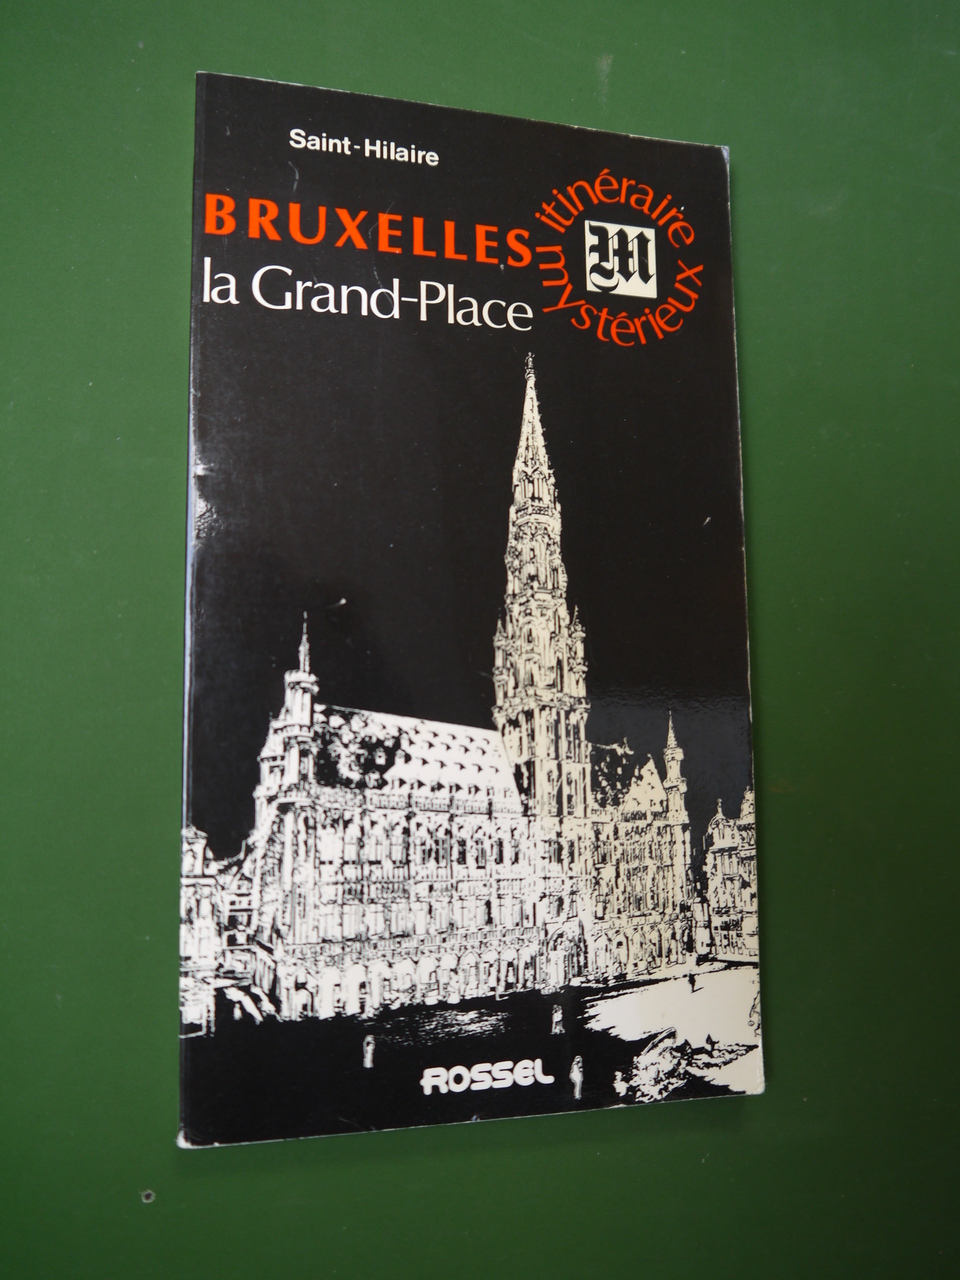 Saint-Hilaire
BRUXELLES
la Grand-Place
itinéraire
mystérieux
M
ROSSEL